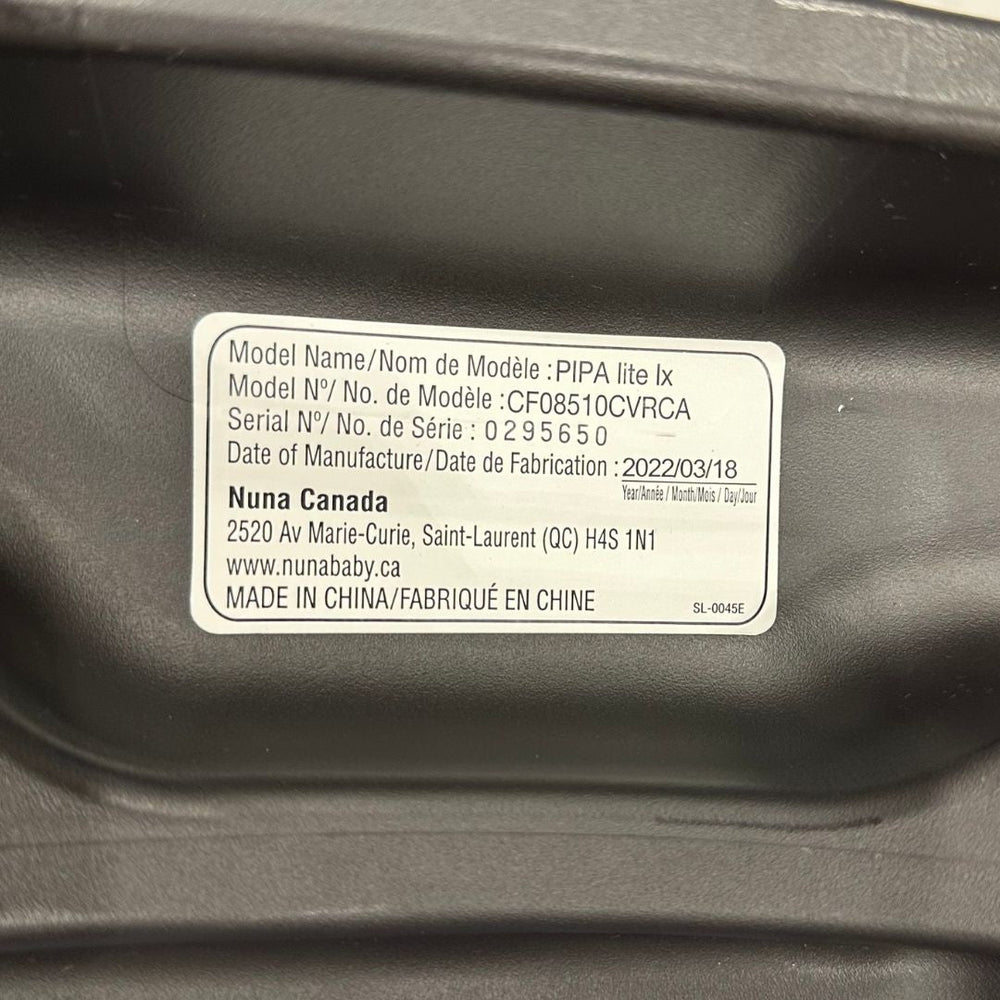 Model Name/Nom de Modèle :PIPA lite lx
Model Nº/ No. de Modèle :CF08510CVRCA
Serial Nº/ No. de Série : 0295650
Date of Manufacture/Date de Fabrication : 2022/03/18
Year/Année / Month/Mois / Day/Jour
Nuna Canada
2520 Av Marie-Curie, Saint-Laurent (QC) H4S 1N1
www.nunababy.ca
MADE IN CHINA/FABRIQUÉ EN CHINE
SL-0045E